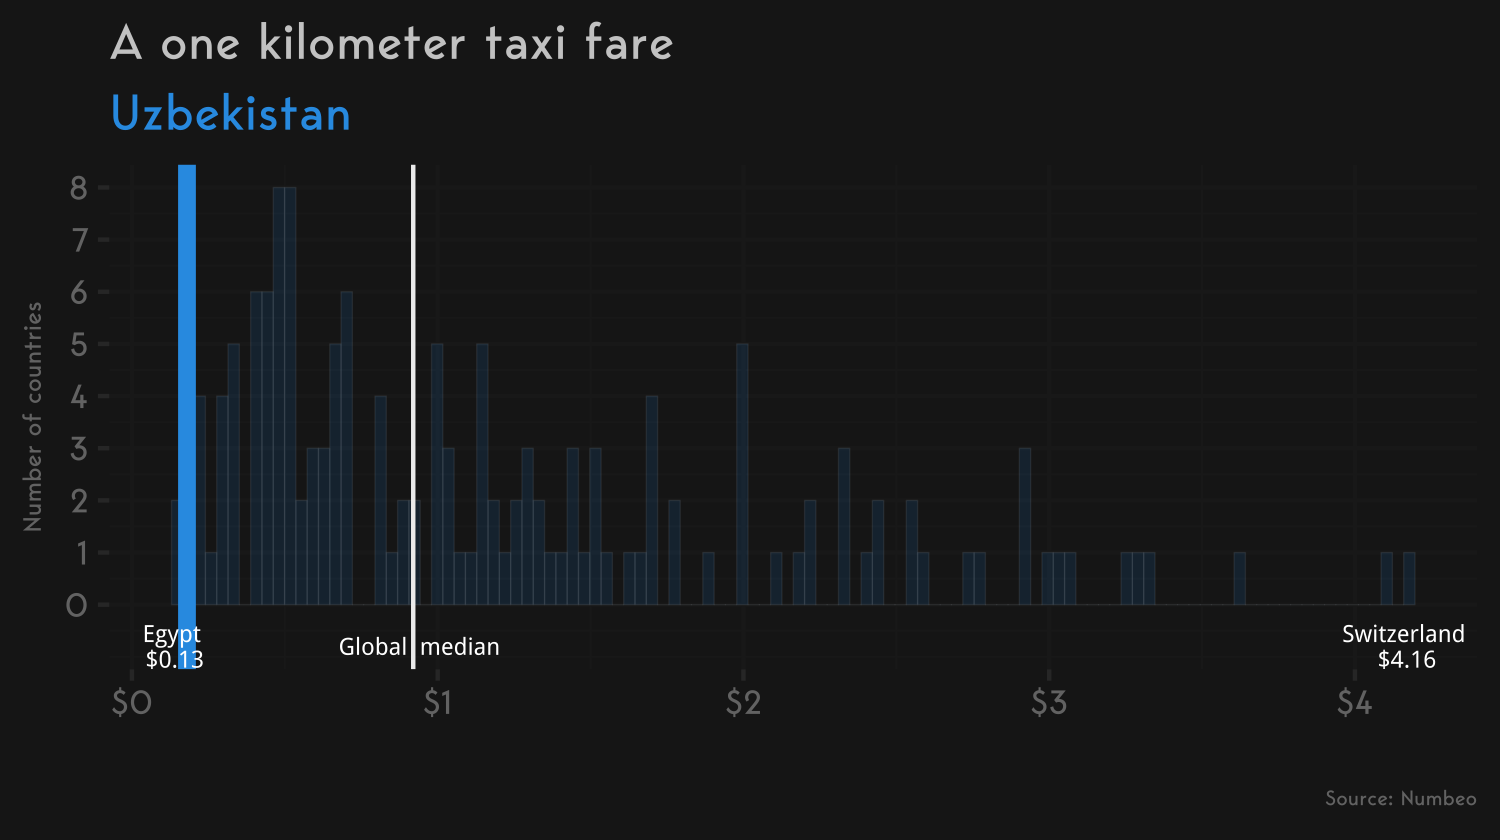 A one kilometer taxi fare
Uzbekistan
Number of countries
8
7
6
5
4
3
2
1
0
Egypt
$0.13
Global median
Switzerland
$4.16
$0 $1 $2 $3 $4
Source: Numbeo